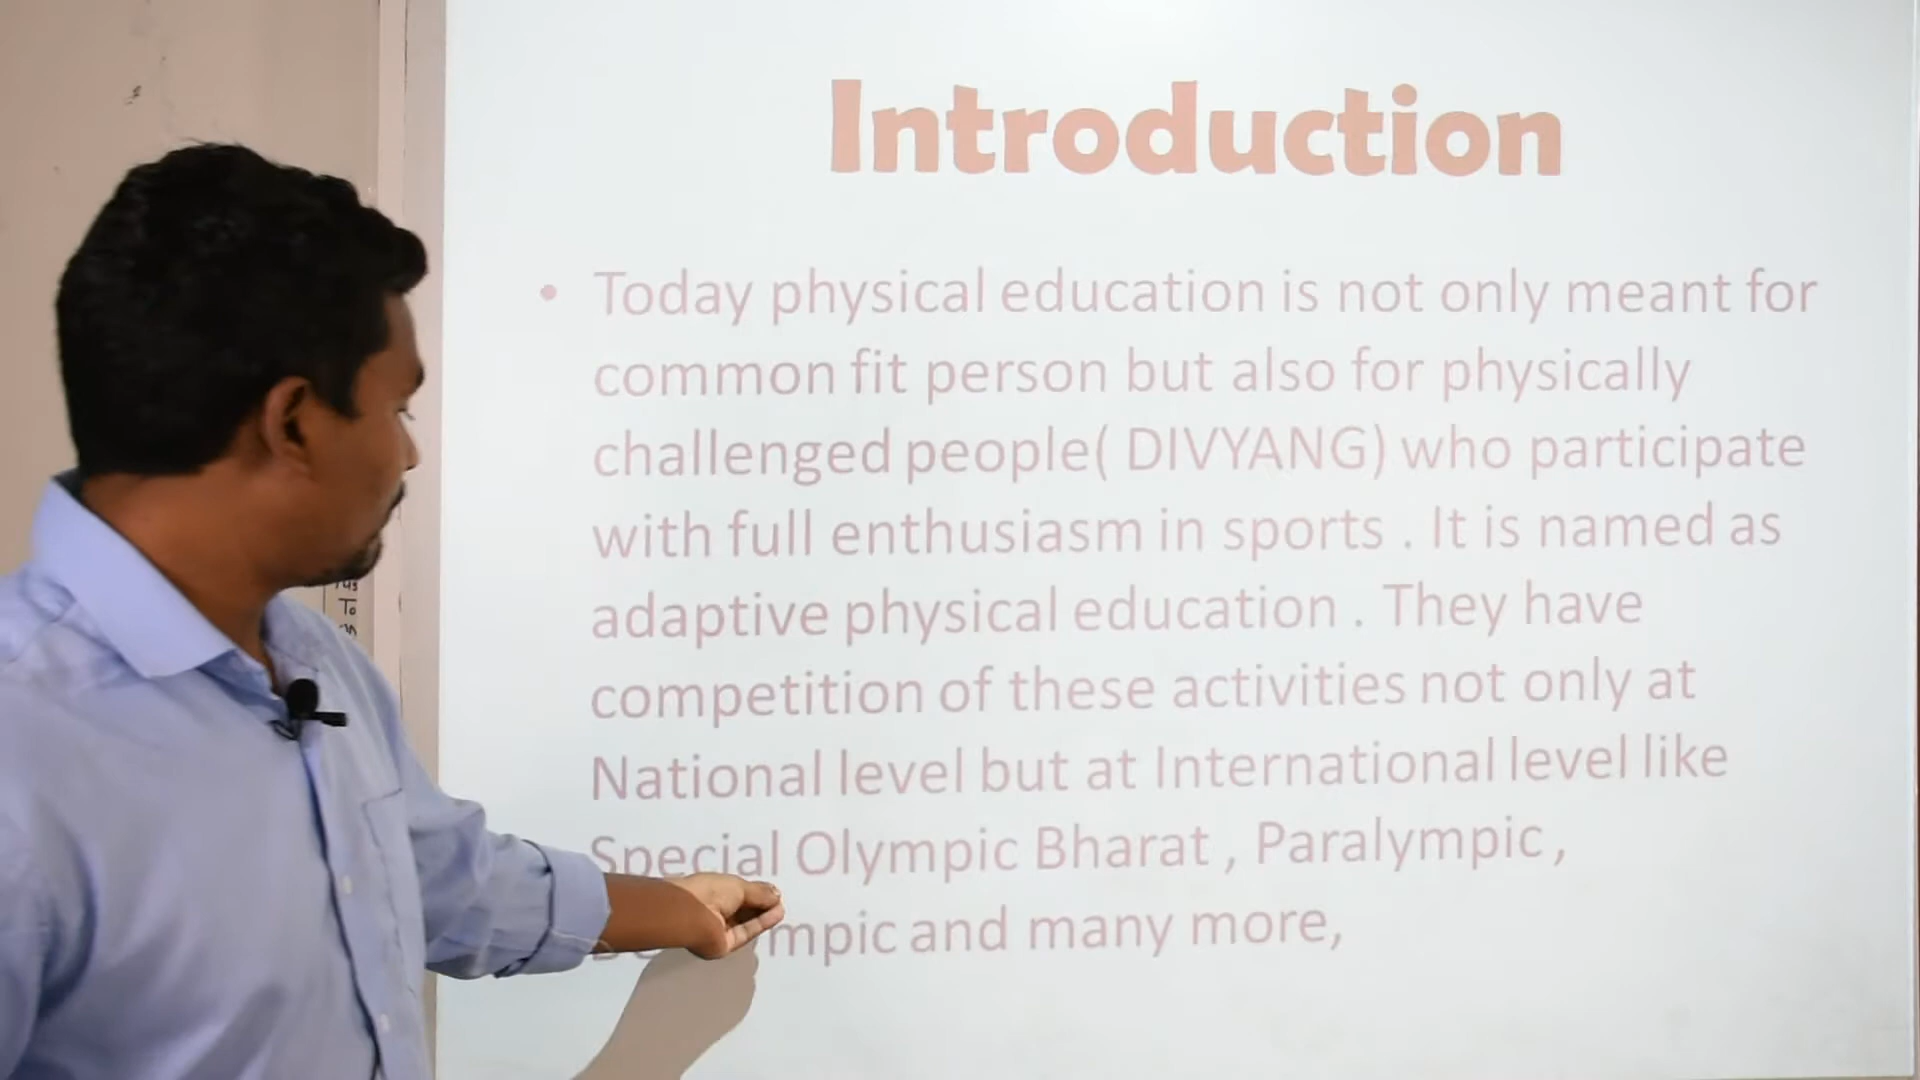 Introduction
• Today physical education is not only meant for
common fit person but also for physically
challenged people( DIVYANG) who participate
with full enthusiasm in sports . It is named as
adaptive physical education . They have
competition of these activities not only at
National level but at International level like
Special Olympic Bharat , Paralympic ,
and many more,
To